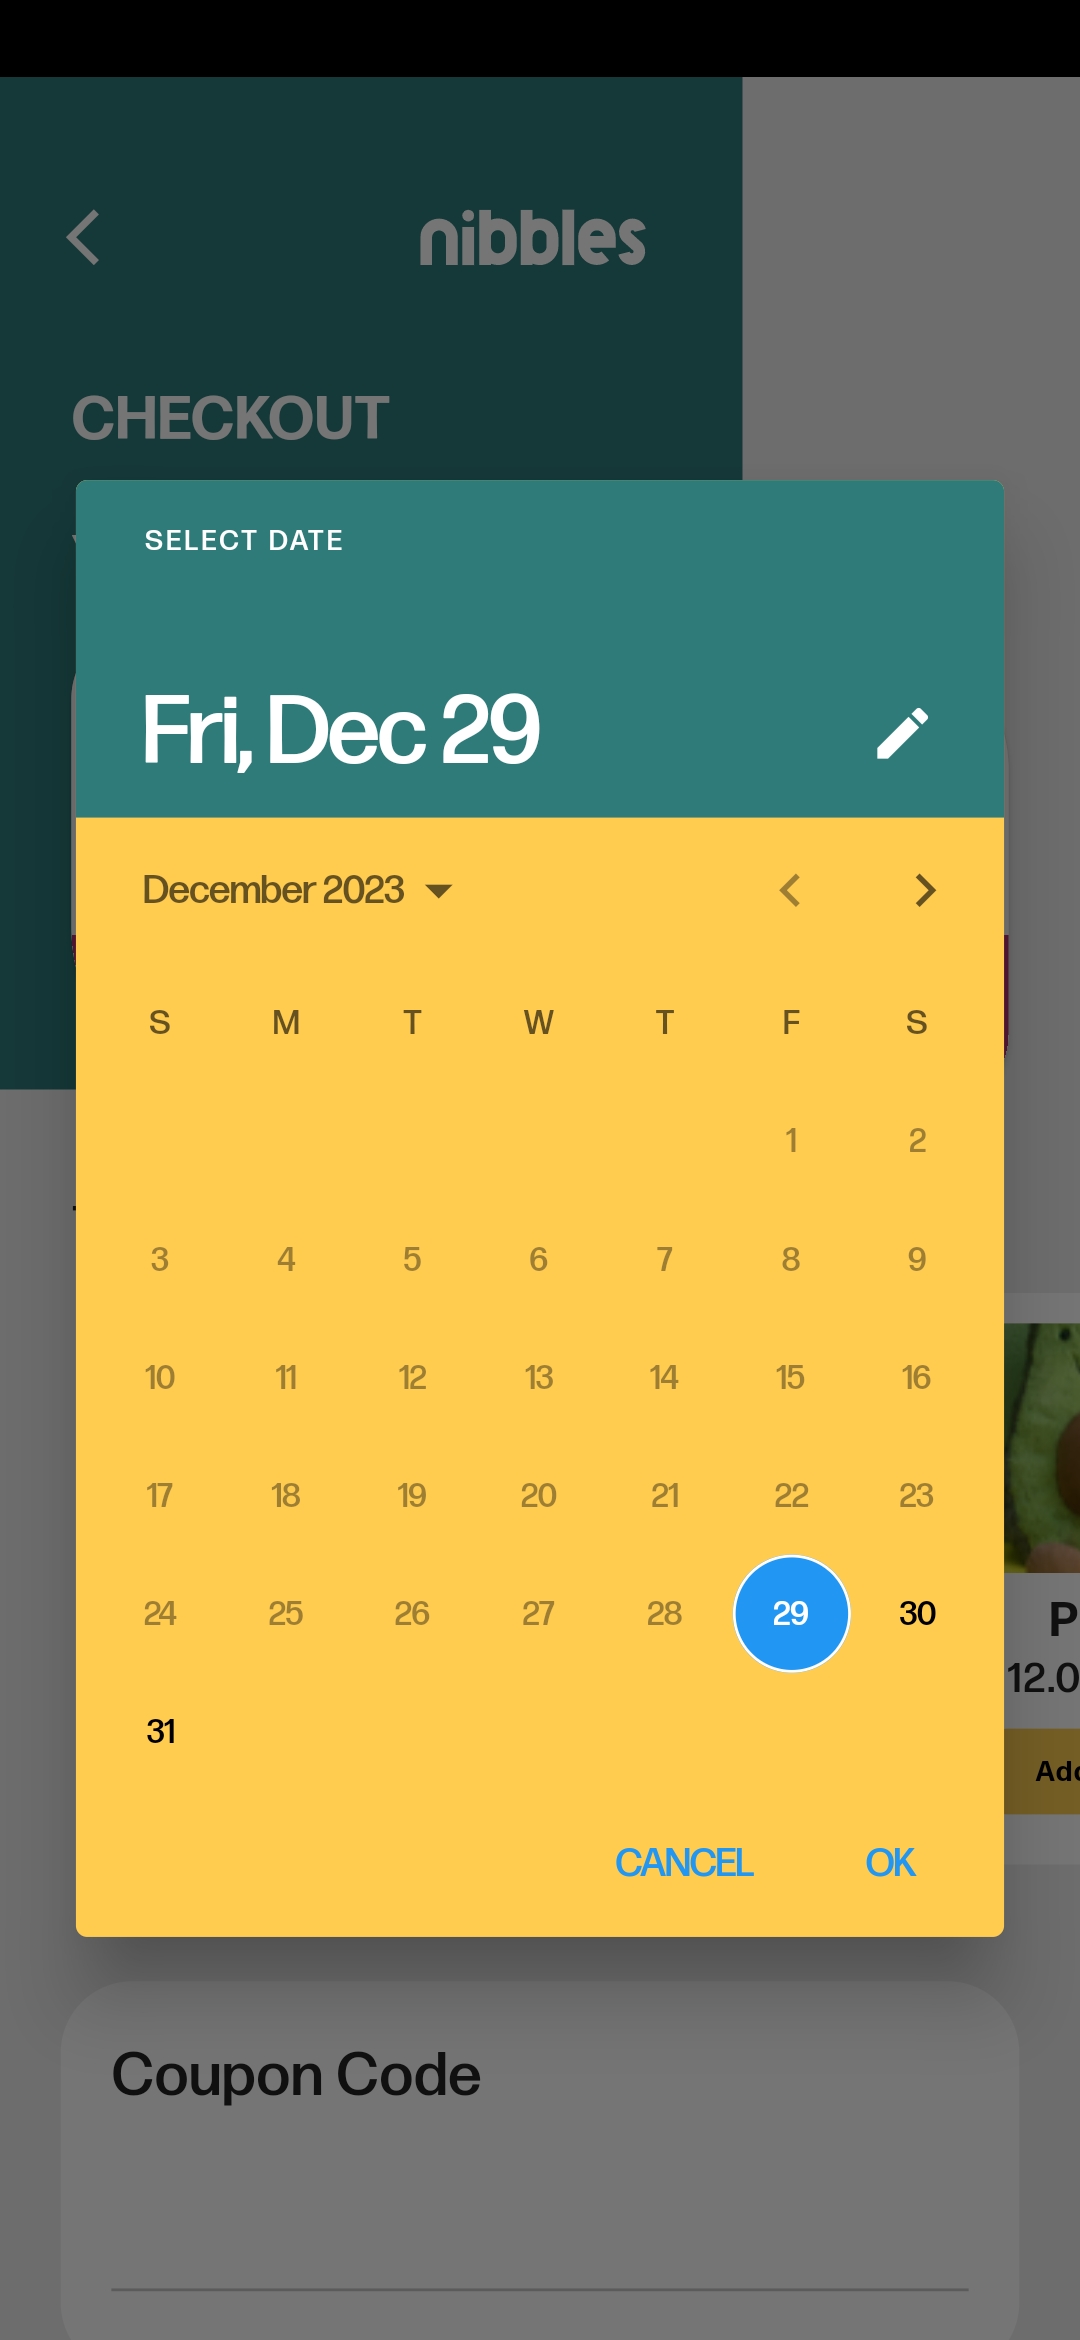 nibbles
CHECKOUT
SELECT DATE
Fri, Dec 29
December 2023
S M T W T F S
1 2
3 4 5 6 7 8 9
10 11 12 13 14 15 16
17 18 19 20 21 22 23
24 25 26 27 28 29 30
31
P
12.0
Add
CANCEL OK
Coupon Code